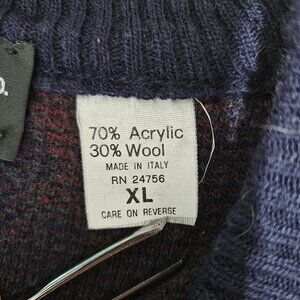 70% Acrylic
30% Wool
MADE IN ITALY
RN 24756
XL
CARE ON REVERSE